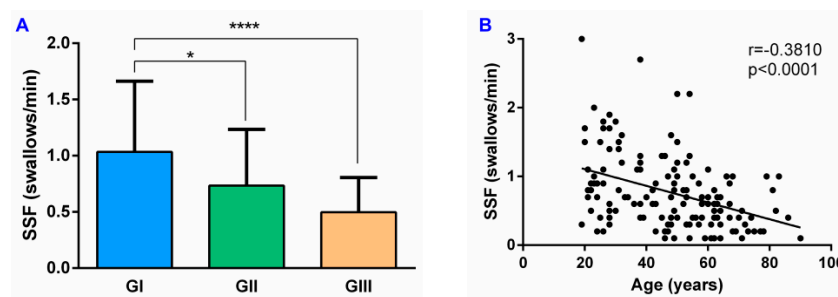 A
SSF (swallows/min)
2.0
1.5
1.0
0.5
0.0
****
*
GI
GII
GIII
B
SSF (swallows/min)
3
2
1
0
r=-0.3810
p<0.0001
0 20 40 60 80 100
Age (years)